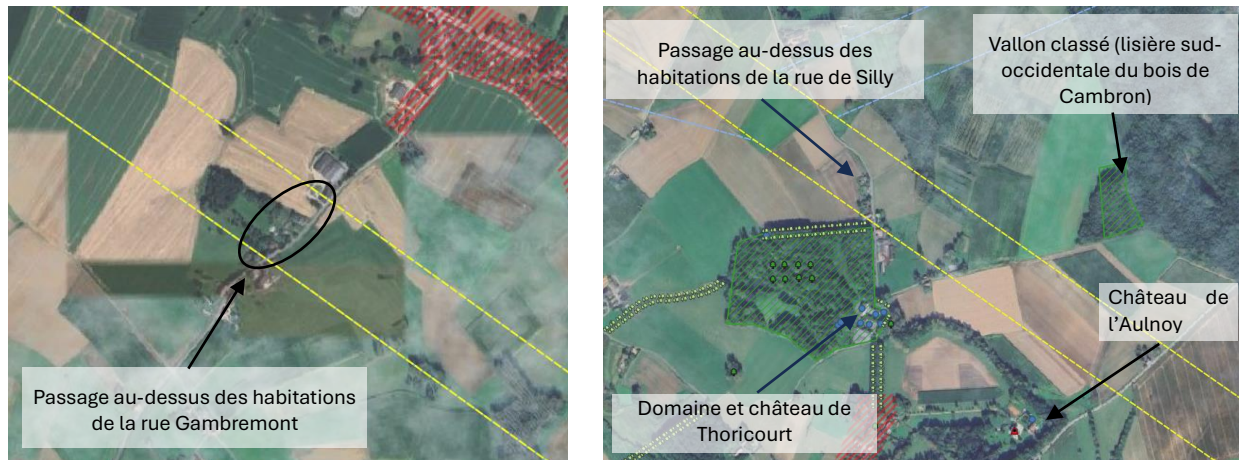 Passage au-dessus des habitations
de la rue Gambremont
Passage au-dessus des
habitations de la rue de Silly
Vallon classé (lisière sud-
occidentale du bois de
Cambron)
Château de
l’Aulnoy
Domaine et château de
Thoricourt